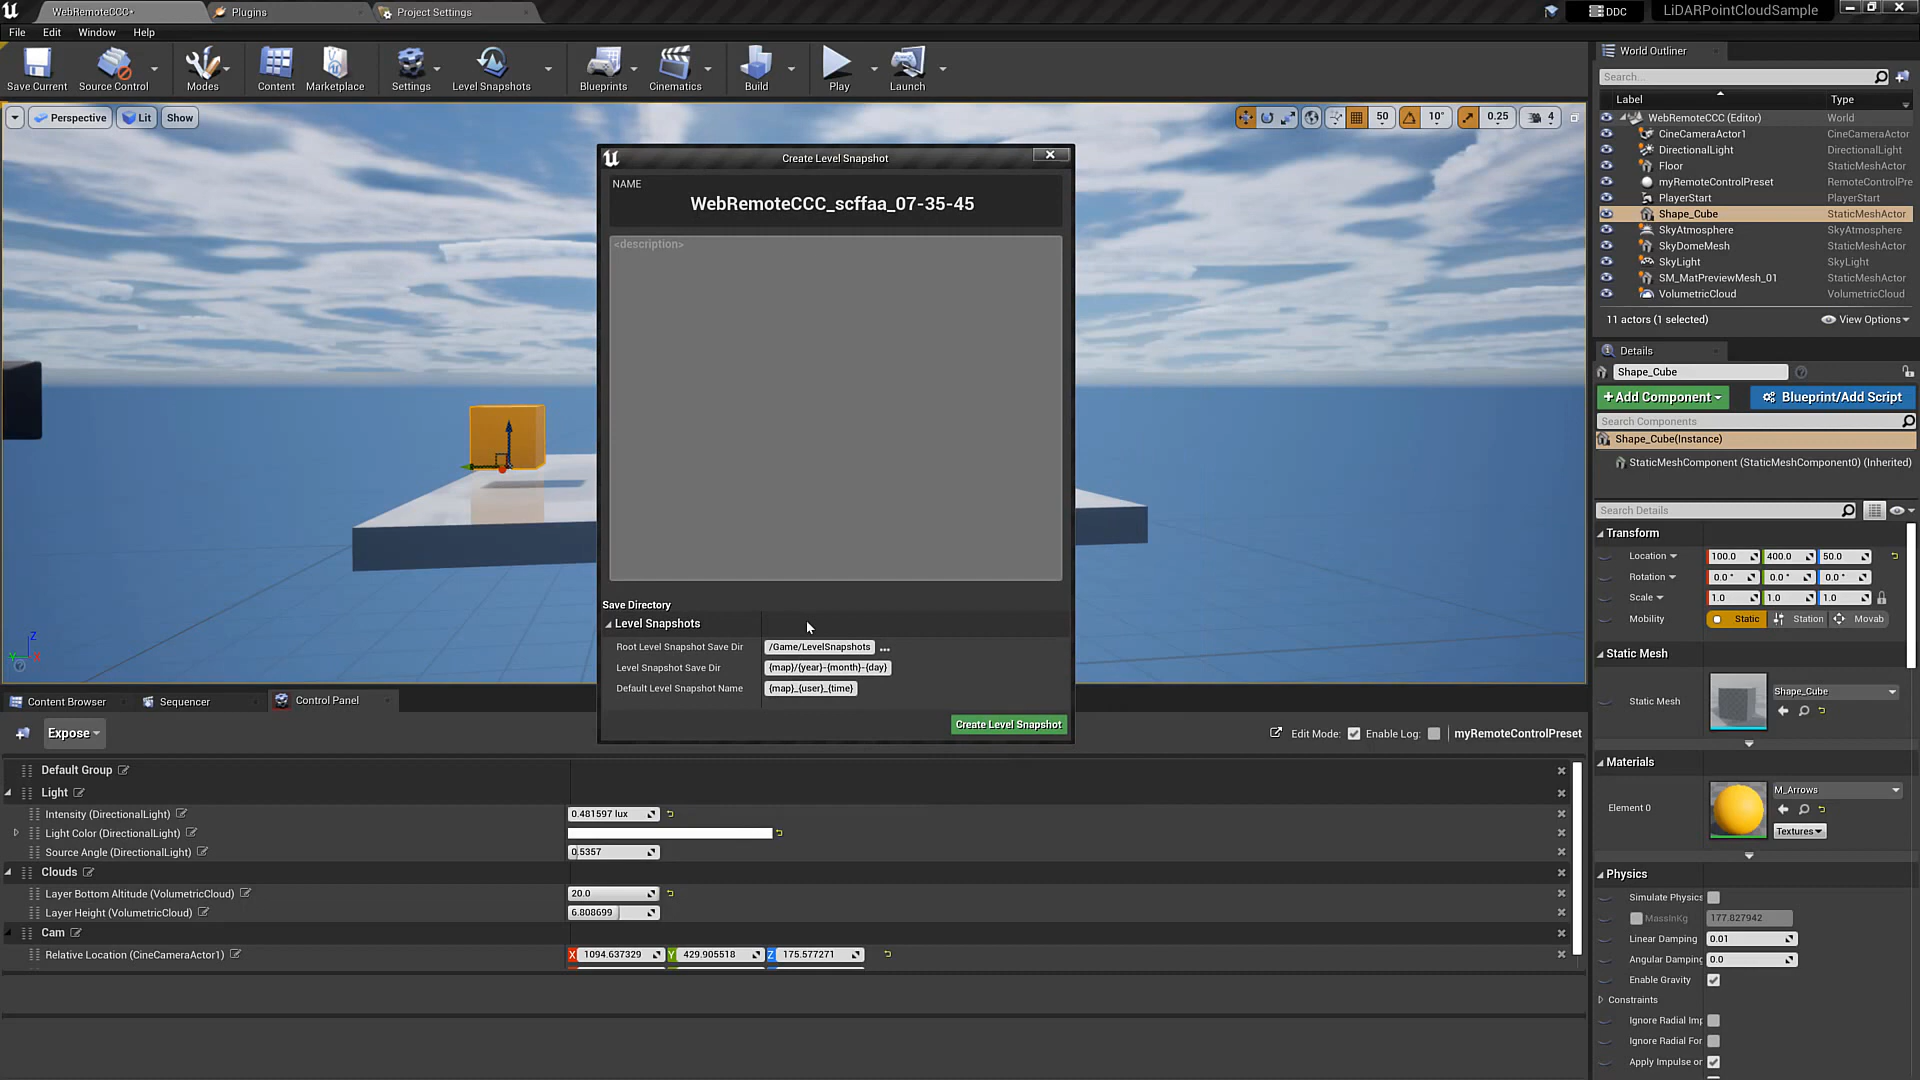 WebRemoteCCC*
Plugins
Project Settings
DDC
LiDARPointCloudSample
File Edit Window Help
Save Current
Source Control
Modes
Content
Marketplace
Settings
Level Snapshots
Blueprints
Cinematics
Build
Play
Launch
Perspective
Lit
Show
50
10°
0.25
4
World Outliner
Search...
Label Type
WebRemoteCCC (Editor) World
CineCameraActor1 CineCameraActor
DirectionalLight DirectionalLight
Floor StaticMeshActor
myRemoteControlPreset RemoteControlPre
PlayerStart PlayerStart
Shape_Cube StaticMeshActor
SkyAtmosphere SkyAtmosphere
SkyDomeMesh StaticMeshActor
SkyLight SkyLight
SM_MatPreviewMesh_01 StaticMeshActor
VolumetricCloud VolumetricCloud
11 actors (1 selected)
View Options
Create Level Snapshot
NAME
WebRemoteCCC_scffaa_07-35-45
<description>
Save Directory
Level Snapshots
Root Level Snapshot Save Dir /Game/LevelSnapshots ...
Level Snapshot Save Dir {map}/{year}-{month}-{day}
Default Level Snapshot Name {map}_{user}_{time}
Create Level Snapshot
Z
Y
X
Details
Shape_Cube
+Add Component
Blueprint/Add Script
Search Components
Shape_Cube(Instance)
StaticMeshComponent (StaticMeshComponent0) (Inherited)
Search Details
Transform
Location 100.0 400.0 50.0
Rotation 0.0 ° 0.0 ° 0.0 °
Scale 1.0 1.0 1.0
Mobility Static Station Movab
Static Mesh
Static Mesh Shape_Cube
Materials
Element 0 M_Arrows
Textures
Physics
Simulate Physics
MassInKg 177.827942
Linear Damping 0.01
Angular Damping 0.0
Enable Gravity
Constraints
Ignore Radial Imp
Ignore Radial For
Apply Impulse on
Content Browser
Sequencer
Control Panel
Expose
Edit Mode:
Enable Log:
myRemoteControlPreset
Default Group
Light
Intensity (DirectionalLight) 0.481597 lux
Light Color (DirectionalLight)
Source Angle (DirectionalLight) 0.5357
Clouds
Layer Bottom Altitude (VolumetricCloud) 20.0
Layer Height (VolumetricCloud) 6.808699
Cam
Relative Location (CineCameraActor1) X 1094.637329 Y 429.905518 Z 175.577271